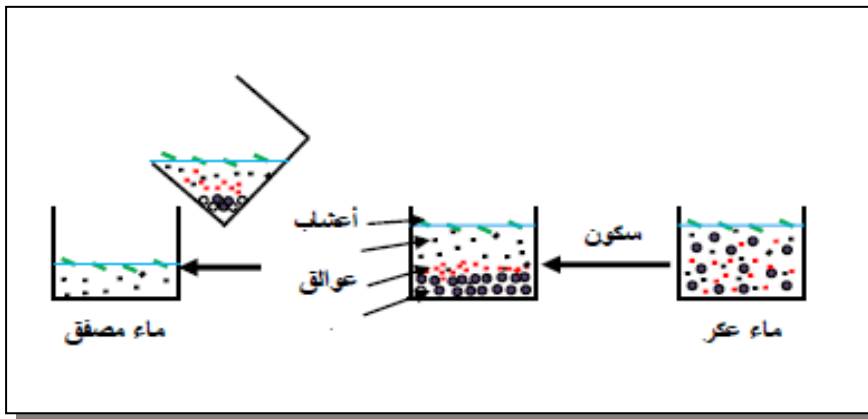 أعشاب
سكون
عوالق
ماء عكر
ماء مصفق